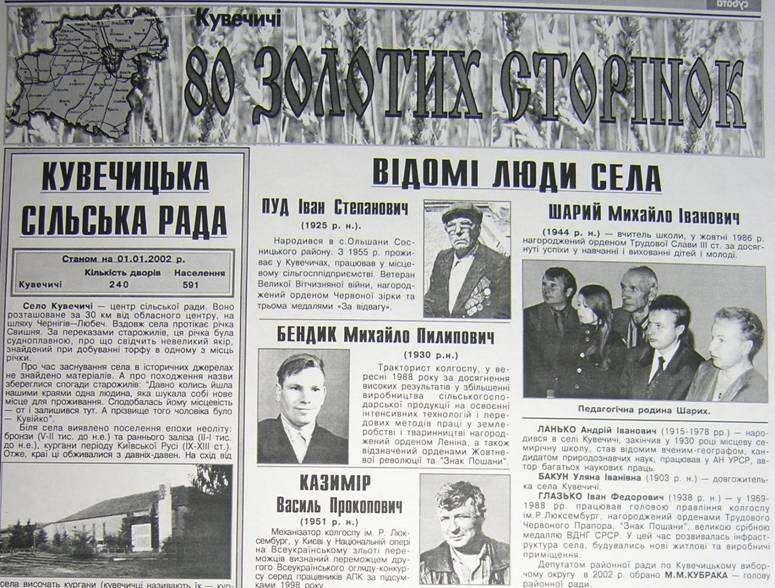 субота
Кувечичі
80 ЗОЛОТИХ СТОРІНОК
КУВЕЧИЦЬКА
СІЛЬСЬКА РАДА
Станом на 01.01.2002 р.
Кількість дворів Населення
Кувечичі 240 591
Село Кувечичі — центр сільської ради. Воно
розташоване за 30 км від обласного центру, на
шляху Чернігів—Любеч. Вздовж села протікає річка
Свишня. За переказами старожилів, ця річка була
судноплавною, про що свідчить невеликий якір,
знайдений при добуванні торфу в одному з місць
річки.
Про час заснування села в історичних джерелах
не знайдено матеріалів. А про походження назви
збереглися спогади старожилів: "Давно колись йшла
нашими краями одна людина, яка шукала собі нове
місце для проживання. Сподобалась йому місцевість
— от і залишився тут. А прізвище того чоловіка було
— Кувійко".
Біля села виявлено поселення епохи неоліту:
бронзи (V-II тис. до н.е.) та раннього заліза (II-I тис.
до н.е.), кургани періоду Київської Русі (IX-XIII ст.).
Отже, краї ці обживалися з давніх-давен. На схід від
села височать кургани (кувечичці називають їх — кур-
ВІДОМІ ЛЮДИ СЕЛА
ПУД Іван Степанович
(1925 р. н.).
Народився в с.Ольшани Сос-
ницького району. З 1955 р. прожи-
ває у Кувечичах, працював у місце-
вому сільгосппідприємстві. Ветеран
Великої Вітчизняної війни, нагород-
жений орденом Червоної зірки та
трьома медалями "За відвагу".
БЕНДИК Михайло Пилипович
(1930 р.н.)
Тракторист колгоспу, у ве-
ресні 1988 року за досягнення
високих результатів у збільшенні
виробництва сільськогоспо-
дарської продукції на освоєнні
інтенсивних технологій і пе-
редових методів праці у земле-
робстві і тваринництві нагород-
жений орденом Леніна, а також
відзначений орденами Жовтне-
вої революції та "Знак Пошани".
КАЗИМІР
Василь Прокопович
(1951 р. н.)
Механізатор колгоспу ім. Р. Люк-
сембург, у Києві у Національній опері
на Всеукраїнському зльоті перемож-
ців визнаний переможцем дру-
гого Всеукраїнського огляду-конкур-
су серед працівників АПК за підсум-
ками 1998 року.
ШАРИЙ Михайло Іванович
(1944 р. н.) — вчитель школи, у жовтні 1986 р.
нагороджений орденом Трудової Слави III ст. за досяг-
нуті успіхи у навчанні і вихованні дітей і молоді.
Педагогічна родина Шарих.
ЛАНЬКО Андрій Іванович (1915-1978 рр.) — народ-
ився в селі Кувечичі, закінчив у 1930 році місцеву се-
мирічну школу, став відомим вченим-географом, кан-
дидатом природознавчих наук, працював у АН УРСР, ав-
тор багатьох наукових праць.
БАКУН Уляна Іванівна (1903 р. н.) — довгожитель-
ка села Кувечичі.
ГЛАЗЬКО Іван Федорович (1938 р. н.) — у 1969-
1988 рр. працював головою правління колгоспу
ім.Р.Люксембург, нагороджений орденами Трудового
Червоного Прапора, "Знак Пошани", великою срібною
медаллю ВДНГ СРСР. У цей час розвивалась інфра-
структура села, будувались нові житлові та виробничі
приміщення.
Депутатом районної ради по Кувечицькому вибор-
чому округу в 2002 р обрано М.М.КУБРАКА — голову
районної ради.